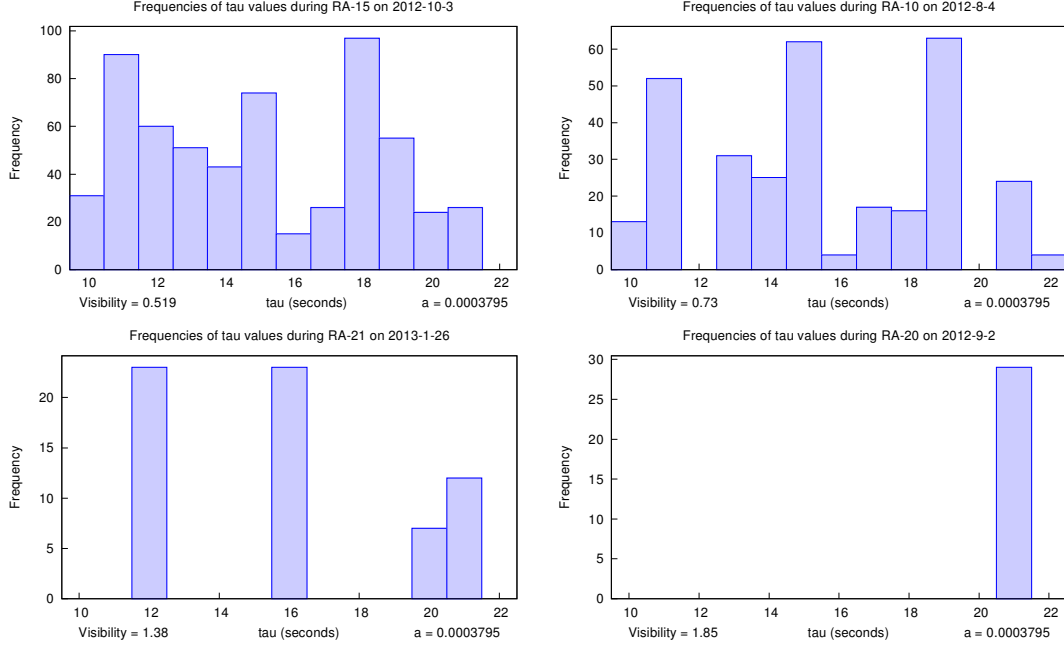 Frequencies of tau values during RA-15 on 2012-10-3
Frequency
100
80
60
40
20
0
10 12 14 16 18 20 22
Visibility = 0.519 tau (seconds) a = 0.0003795
Frequencies of tau values during RA-10 on 2012-8-4
Frequency
60
50
40
30
20
10
0
10 12 14 16 18 20 22
Visibility = 0.73 tau (seconds) a = 0.0003795
Frequencies of tau values during RA-21 on 2013-1-26
Frequency
20
15
10
5
0
10 12 14 16 18 20 22
Visibility = 1.38 tau (seconds) a = 0.0003795
Frequencies of tau values during RA-20 on 2012-9-2
Frequency
30
25
20
15
10
5
0
10 12 14 16 18 20 22
Visibility = 1.85 tau (seconds) a = 0.0003795